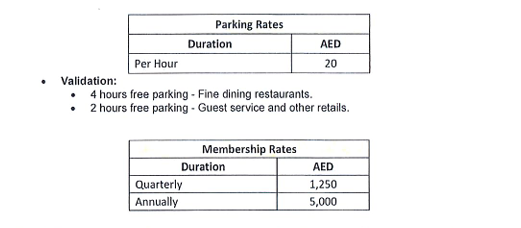 Parking Rates
Duration AED
Per Hour 20
• Validation:
• 4 hours free parking - Fine dining restaurants.
• 2 hours free parking - Guest service and other retails.
Membership Rates
Duration AED
Quarterly 1,250
Annually 5,000